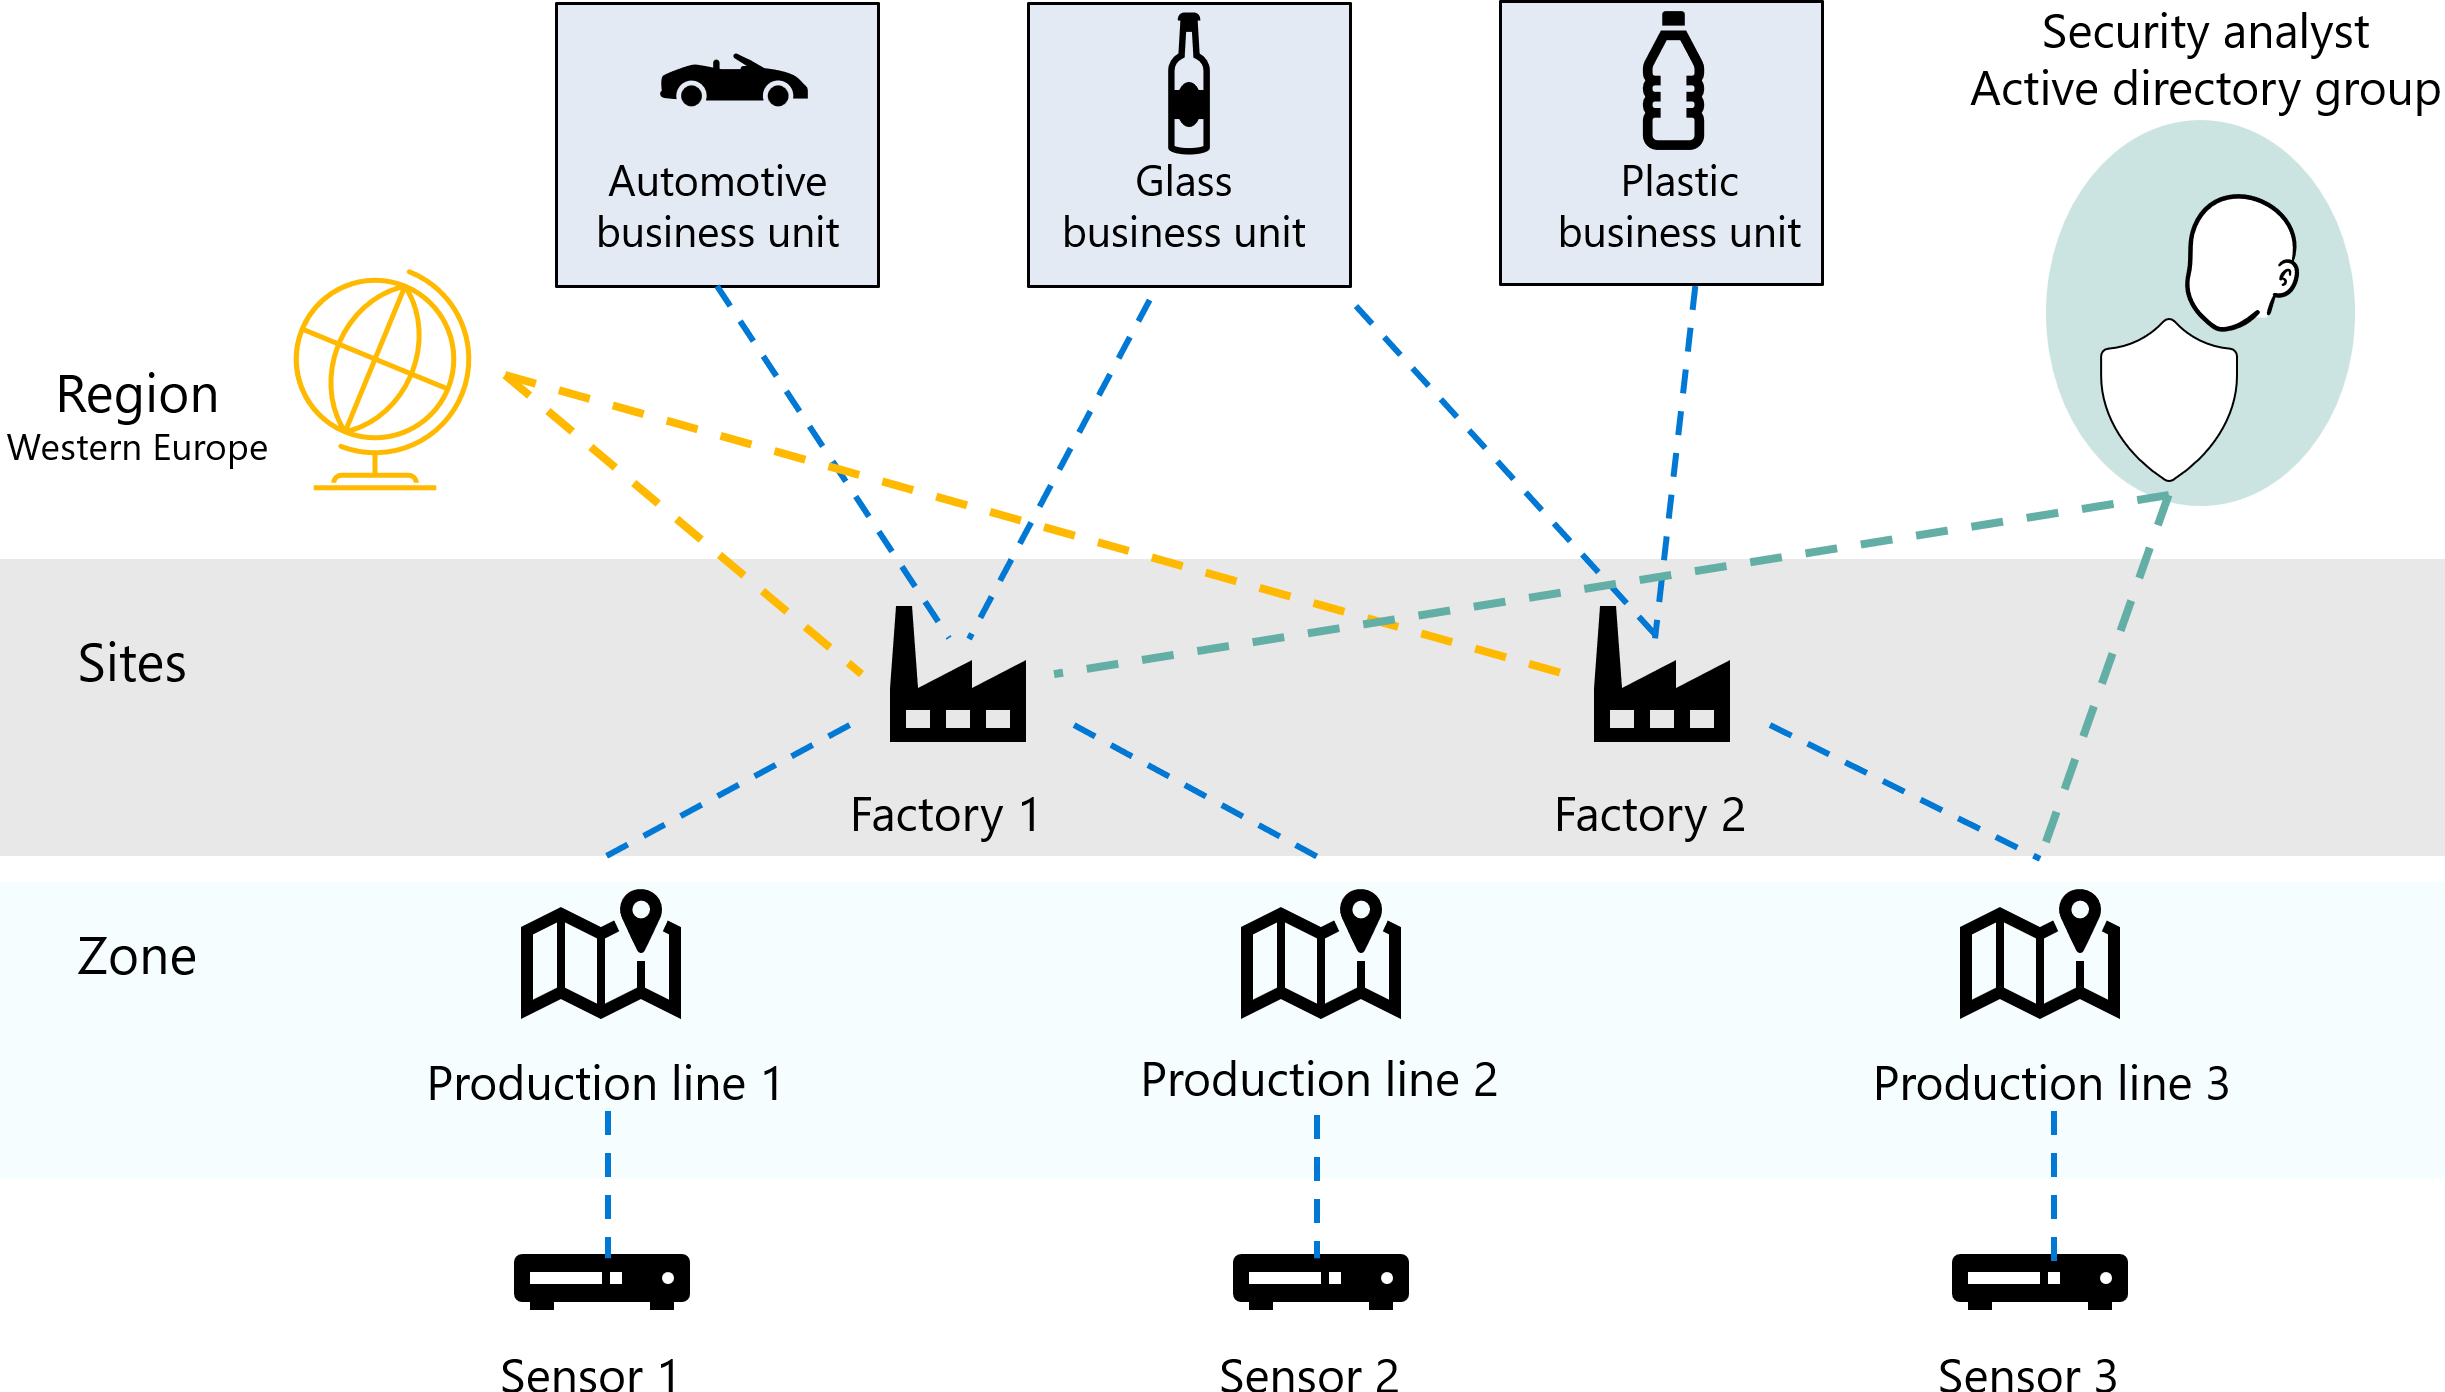 Automotive
business unit
Glass
business unit
Plastic
business unit
Security analyst
Active directory group
Region
Western Europe
Sites
Factory 1
Factory 2
Zone
Production line 1
Production line 2
Production line 3
Sensor 1
Sensor 2
Sensor 3